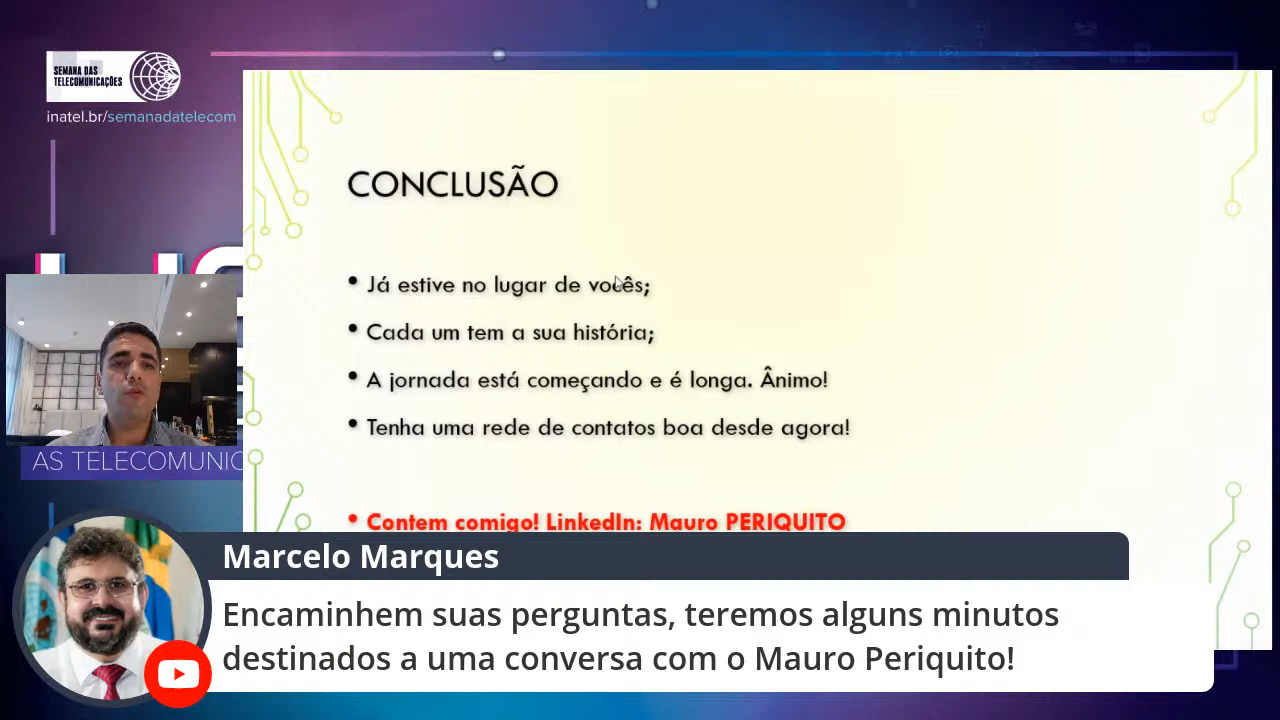 SEMANA DAS
TELECOMUNICAÇÕES
inatel.br/semanadatelecom
CONCLUSÃO
• Já estive no lugar de vocês;
• Cada um tem a sua história;
• A jornada está começando e é longa. Ânimo!
• Tenha uma rede de contatos boa desde agora!
• Contem comigo! LinkedIn: Mauro PERIQUITO
AS TELECOMUNIC
Marcelo Marques
Encaminhem suas perguntas, teremos alguns minutos
destinados a uma conversa com o Mauro Periquito!